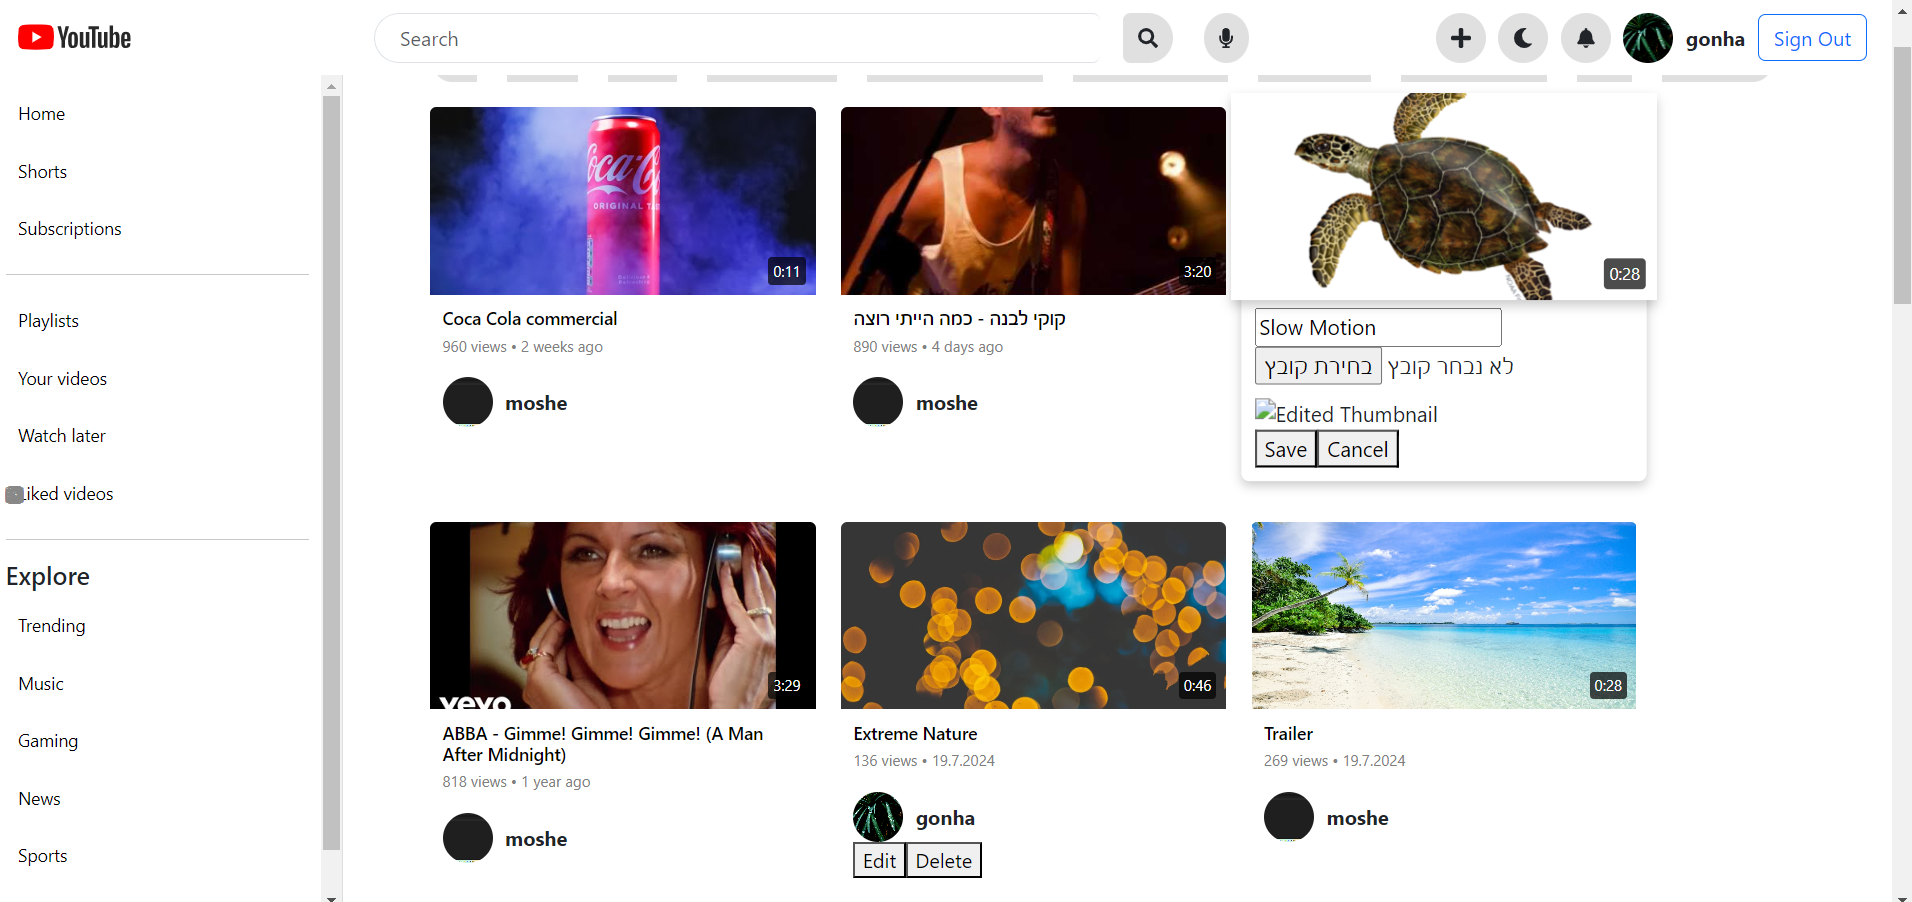 YouTube
Search
gonha
Sign Out
Home
Shorts
Subscriptions
Playlists
Your videos
Watch later
iked videos
Explore
Trending
Music
Gaming
News
Sports
Coca-Cola
ORIGINAL TA
0:11
Coca Cola commercial
960 views • 2 weeks ago
moshe
3:20
קוקי לבנה - כמה הייתי רוצה
890 views • 4 days ago
moshe
0:28
Slow Motion
בחירת קובץ לא נבחר קובץ
Edited Thumbnail
Save Cancel
vevo
3:29
ABBA - Gimme! Gimme! Gimme! (A Man
After Midnight)
818 views • 1 year ago
moshe
0:46
Extreme Nature
136 views • 19.7.2024
gonha
Edit Delete
0:28
Trailer
269 views • 19.7.2024
moshe